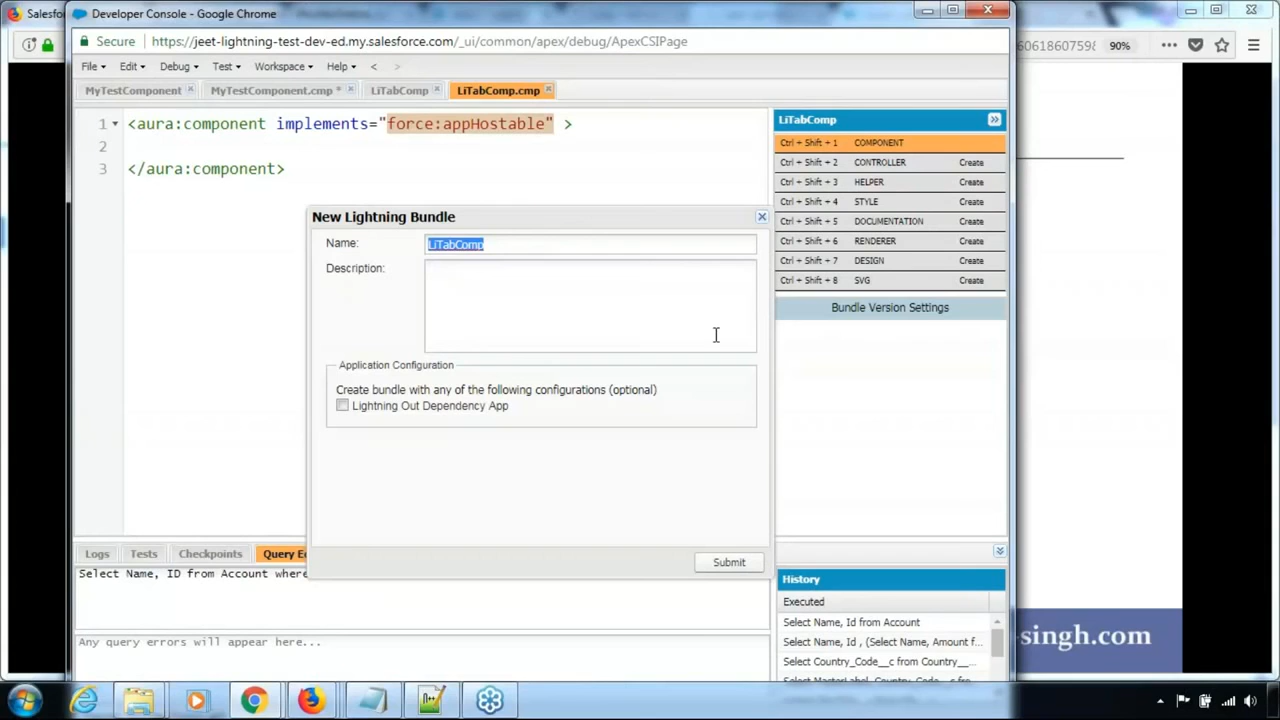 Salesfo
Developer Console - Google Chrome
Secure https://jeet-lightning-test-dev-ed.my.salesforce.com/_ui/common/apex/debug/ApexCSIPage
90%
File Edit Debug Test Workspace Help < >
MyTestComponent MyTestComponent.cmp * LiTabComp LiTabComp.cmp
1 <aura:component implements="force:appHostable" >
2
3 </aura:component>
LiTabComp
Ctrl + Shift + 1 COMPONENT
Ctrl + Shift + 2 CONTROLLER Create
Ctrl + Shift + 3 HELPER Create
Ctrl + Shift + 4 STYLE Create
Ctrl + Shift + 5 DOCUMENTATION Create
Ctrl + Shift + 6 RENDERER Create
Ctrl + Shift + 7 DESIGN Create
Ctrl + Shift + 8 SVG Create
Bundle Version Settings
New Lightning Bundle
Name: LiTabComp
Description:
Application Configuration
Create bundle with any of the following configurations (optional)
Lightning Out Dependency App
Submit
Logs Tests Checkpoints Query Ed
Select Name, ID from Account where
Any query errors will appear here...
History
Executed
Select Name, Id from Account
Select Name, Id , (Select Name, Amount f...
Select Country_Code__c from Country__...
Select MasterLabel, Country_Code__c fro...
-singh.com